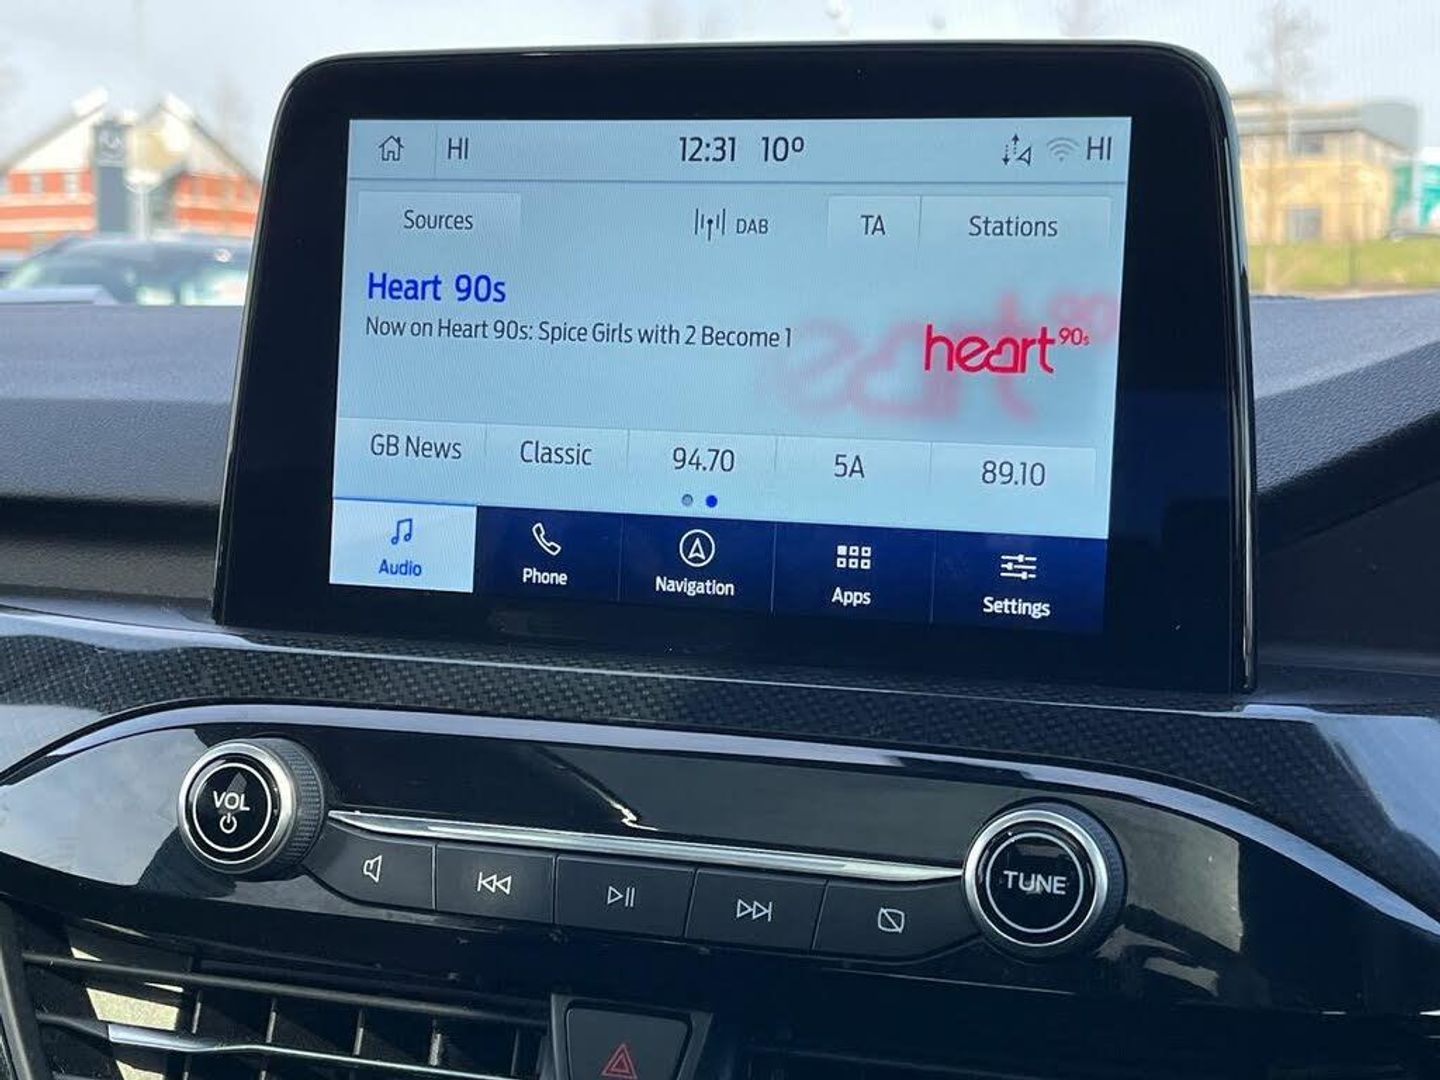 HI 12:31 10° HI
Sources DAB TA Stations
Heart 90s
Now on Heart 90s: Spice Girls with 2 Become 1
heart 90s
GB News Classic 94.70 5A 89.10
Audio Phone Navigation Apps Settings
VOL
TUNE